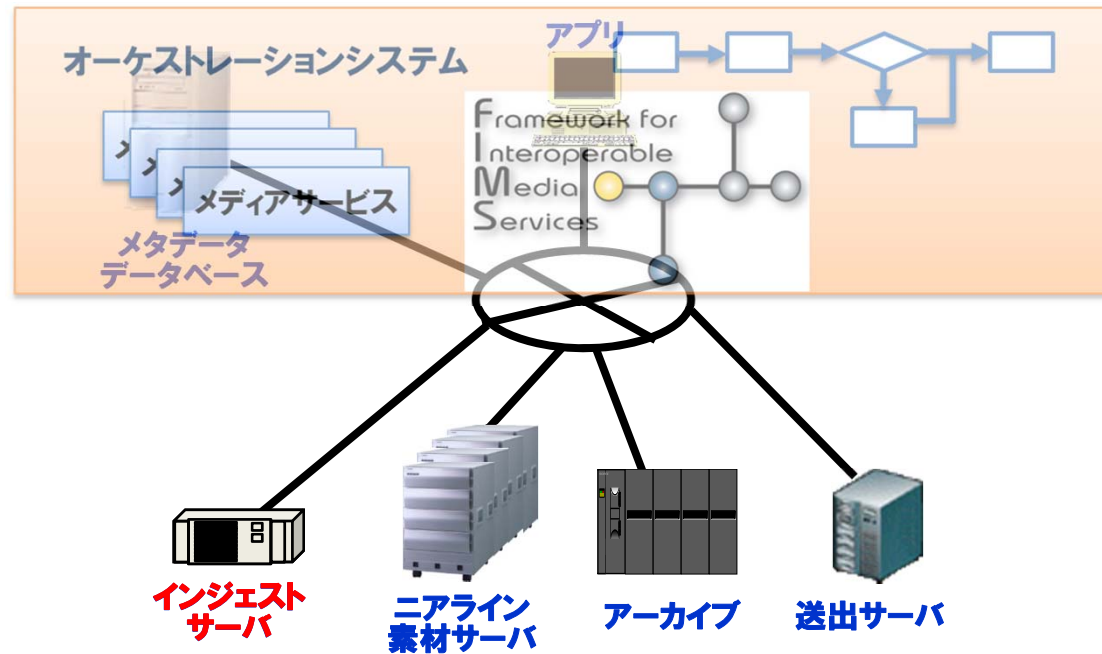 アプリ
オーケストレーションシステム
Framework for
Interoperable
Media
Services
メ
メ
メ
メディアサービス
メタデータ
データベース
インジェスト
サーバ
ニアライン
素材サーバ
アーカイブ
送出サーバ